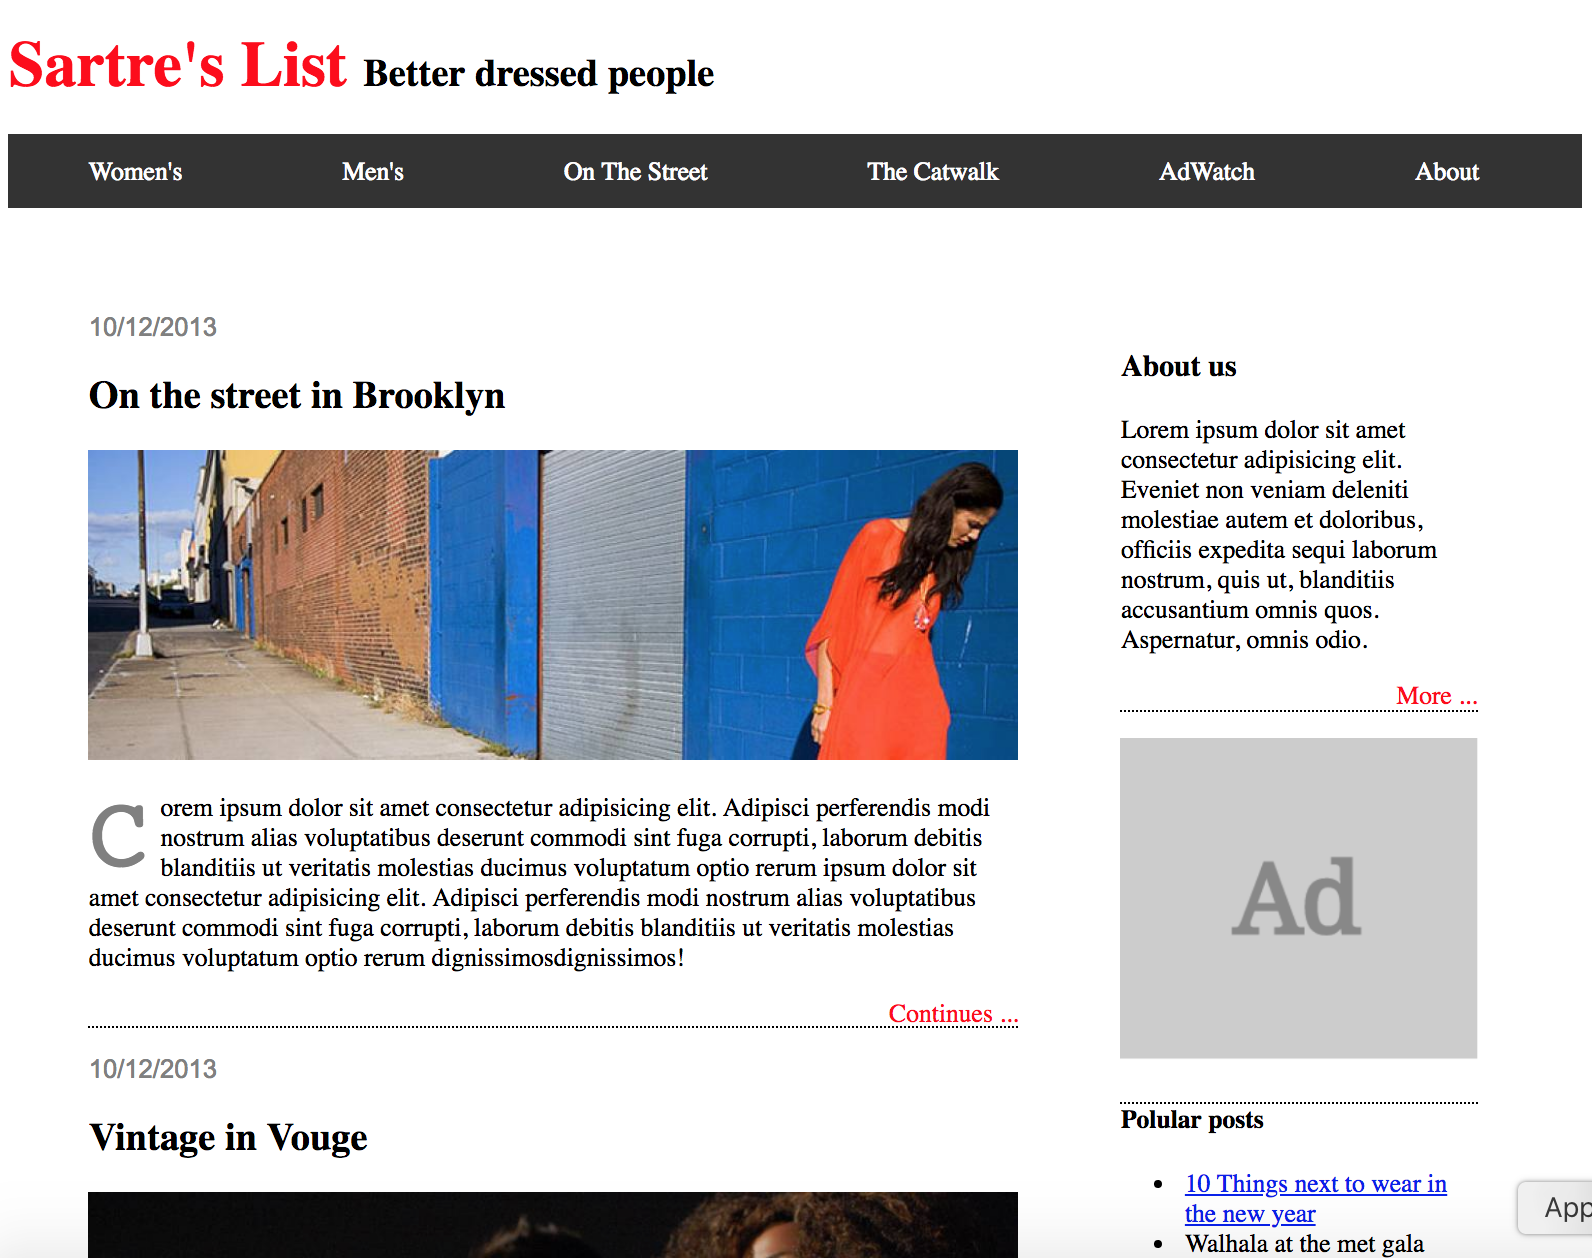 Sartre's List Better dressed people
Women's Men's On The Street The Catwalk AdWatch About
10/12/2013
On the street in Brooklyn
Corem ipsum dolor sit amet consectetur adipisicing elit. Adipisci perferendis modi
nostrum alias voluptatibus deserunt commodi sint fuga corrupti, laborum debitis
blanditiis ut veritatis molestias ducimus voluptatum optio rerum ipsum dolor sit
amet consectetur adipisicing elit. Adipisci perferendis modi nostrum alias voluptatibus
deserunt commodi sint fuga corrupti, laborum debitis blanditiis ut veritatis molestias
ducimus voluptatum optio rerum dignissimosdignissimos!
Continues ...
10/12/2013
Vintage in Vouge
About us
Lorem ipsum dolor sit amet
consectetur adipisicing elit.
Eveniet non veniam deleniti
molestiae autem et doloribus,
officiis expedita sequi laborum
nostrum, quis ut, blanditiis
accusantium omnis quos.
Aspernatur, omnis odio.
More ...
Ad
Polular posts
10 Things next to wear in
the new year
Walhala at the met gala
App